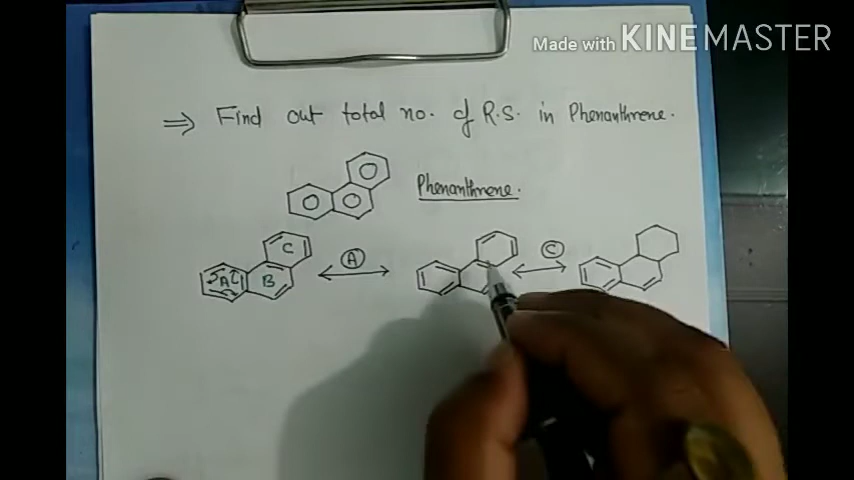 Made with KINEMASTER
⇒ Find out total no. of R.S. in Phenanthrene.
Phenanthrene.
A B C A C